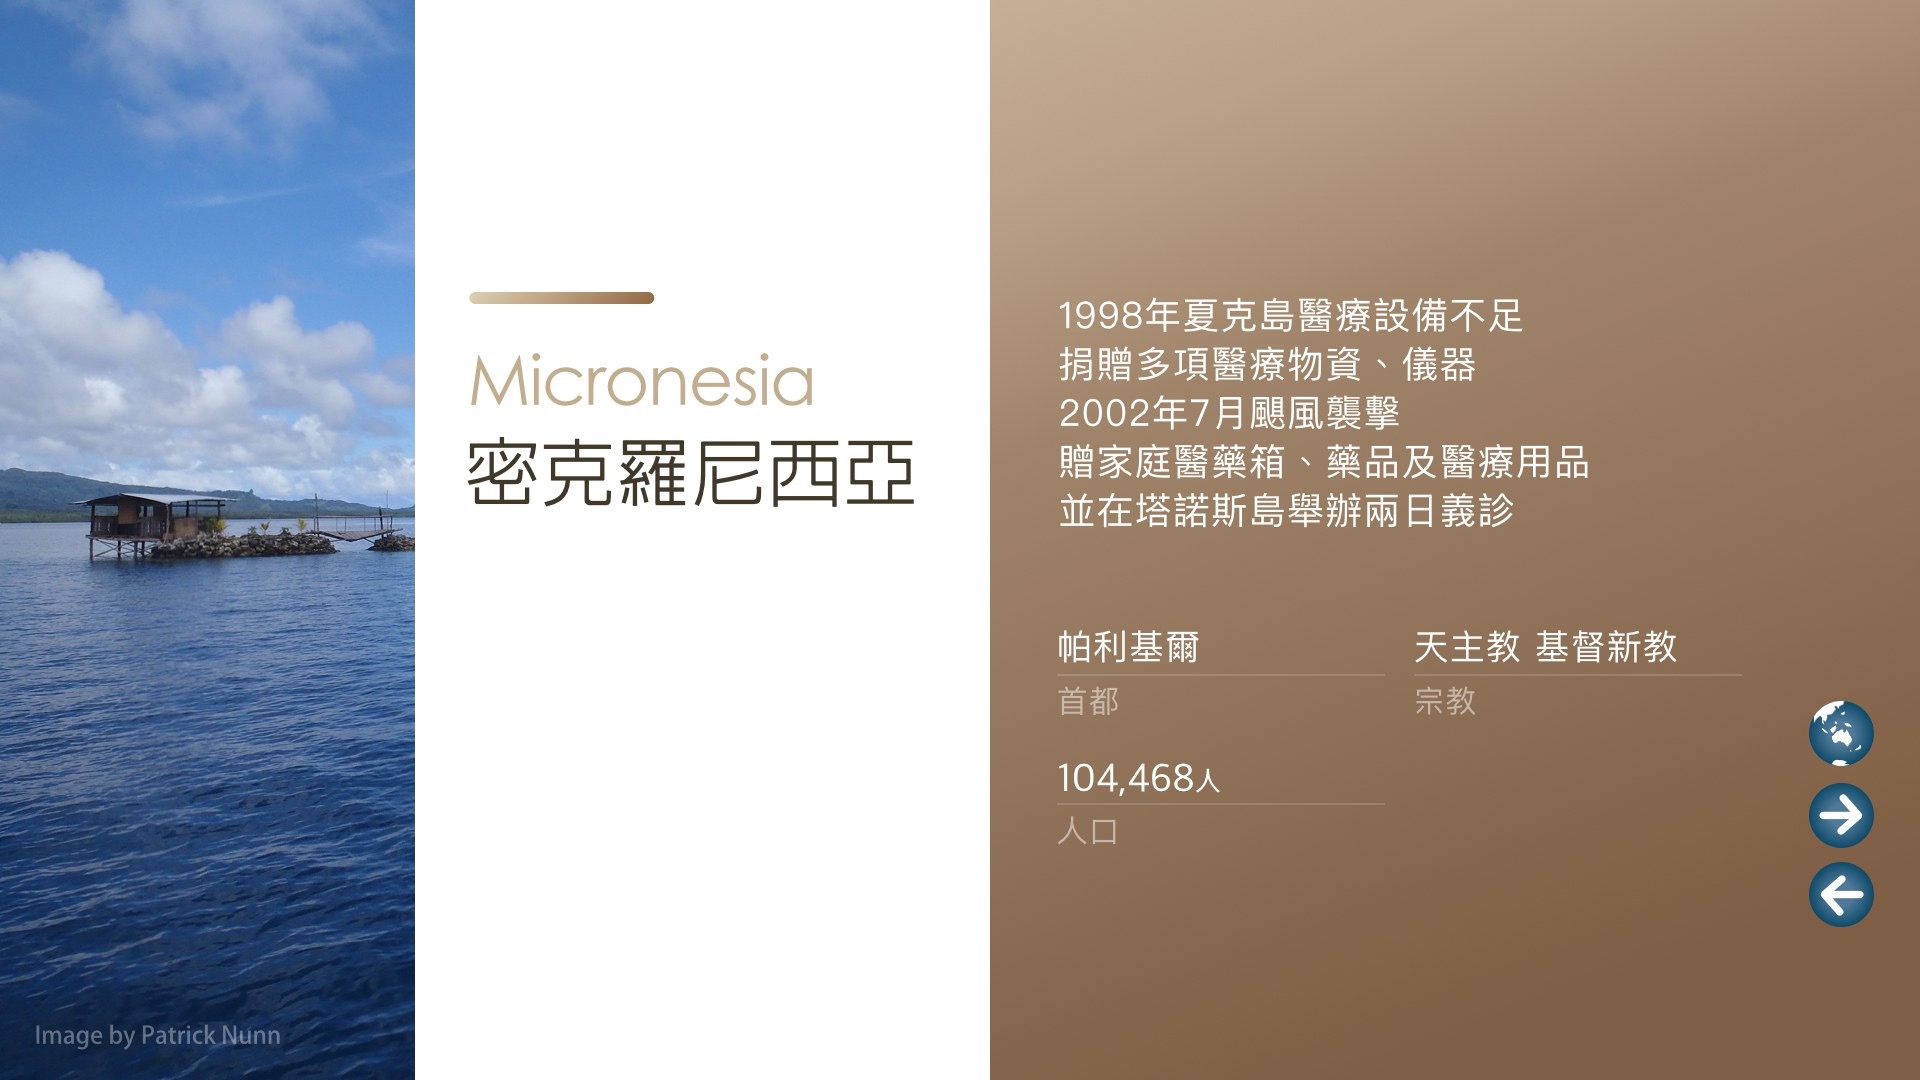 Micronesia
密克羅尼西亞
1998年夏克島醫療設備不足
捐贈多項醫療物資、儀器
2002年7月颶風襲擊
贈家庭醫藥箱、藥品及醫療用品
並在塔諾斯島舉辦兩日義診
帕利基爾
首都
天主教 基督新教
宗教
104,468人
人口
Image by Patrick Nunn